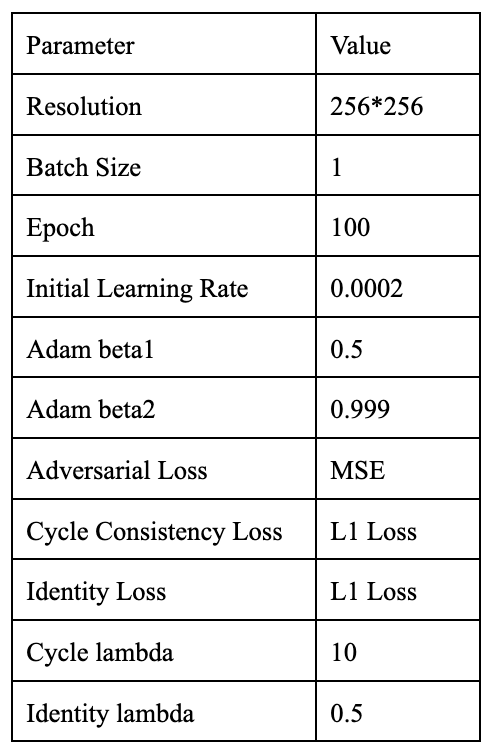 Parameter Value
Resolution 256*256
Batch Size 1
Epoch 100
Initial Learning Rate 0.0002
Adam beta1 0.5
Adam beta2 0.999
Adversarial Loss MSE
Cycle Consistency Loss L1 Loss
Identity Loss L1 Loss
Cycle lambda 10
Identity lambda 0.5